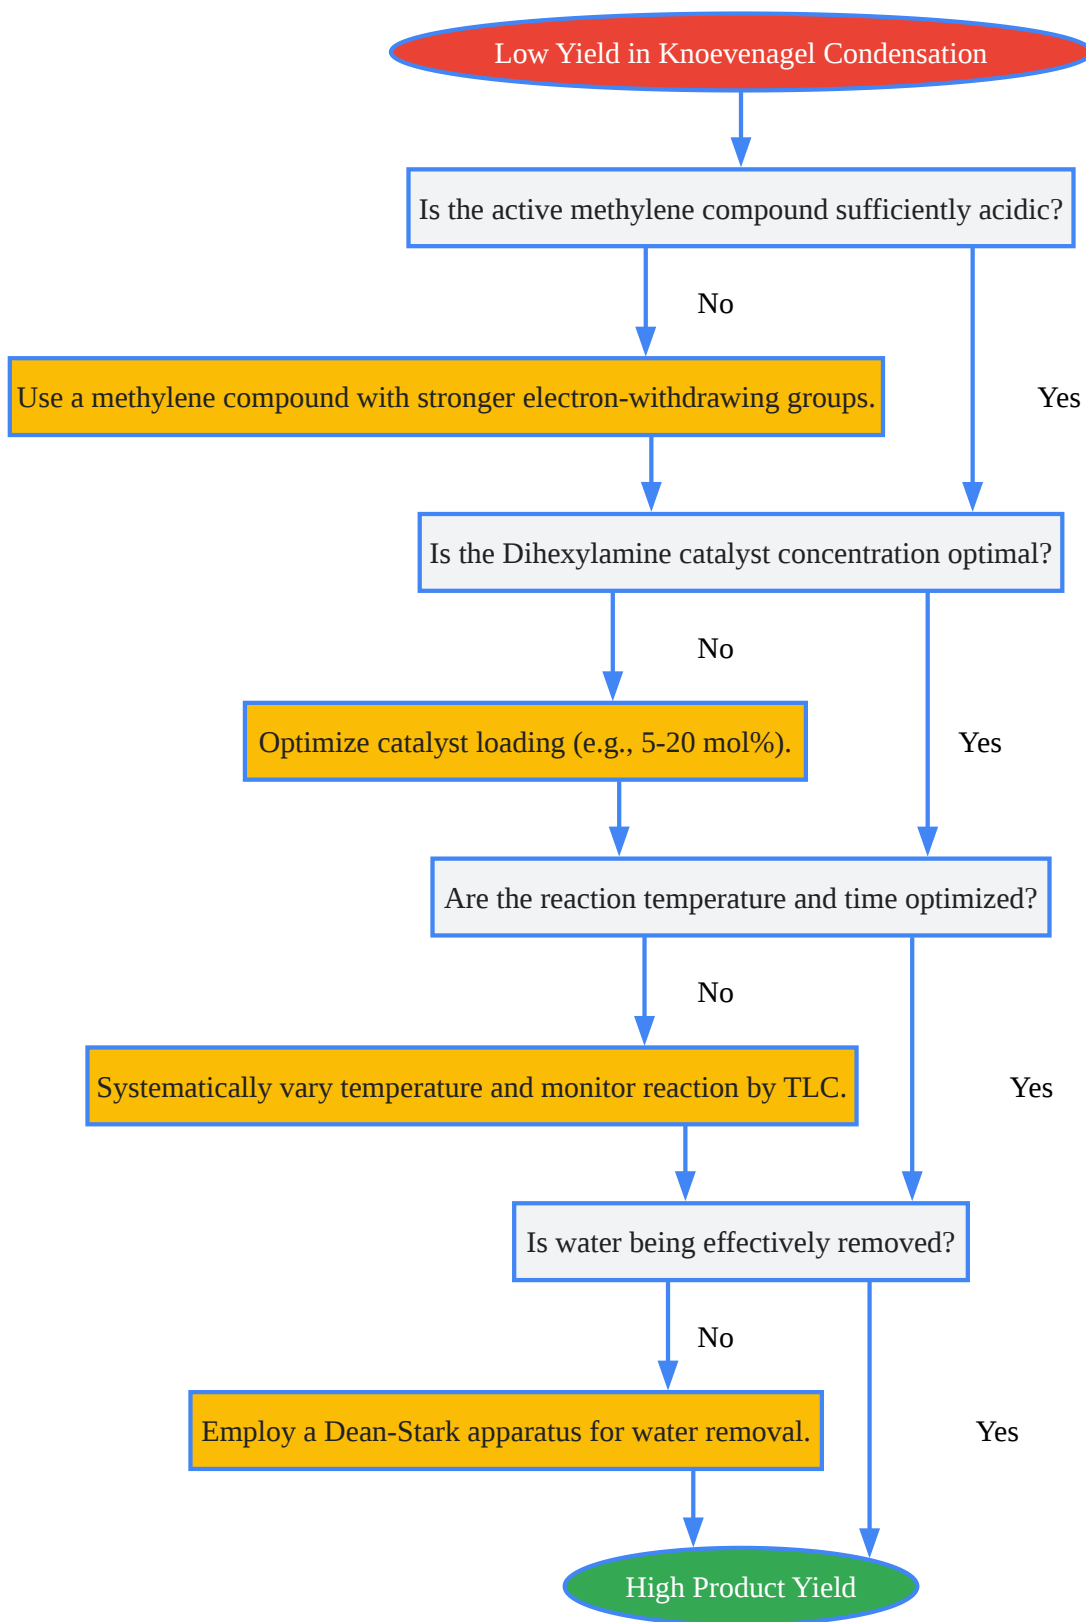 Low Yield in Knoevenagel Condensation
Is the active methylene compound sufficiently acidic?
No
Use a methylene compound with stronger electron-withdrawing groups.
Yes
Is the Dihexylamine catalyst concentration optimal?
No
Optimize catalyst loading (e.g., 5-20 mol%).
Yes
Are the reaction temperature and time optimized?
No
Systematically vary temperature and monitor reaction by TLC.
Yes
Is water being effectively removed?
No
Employ a Dean-Stark apparatus for water removal.
Yes
High Product Yield